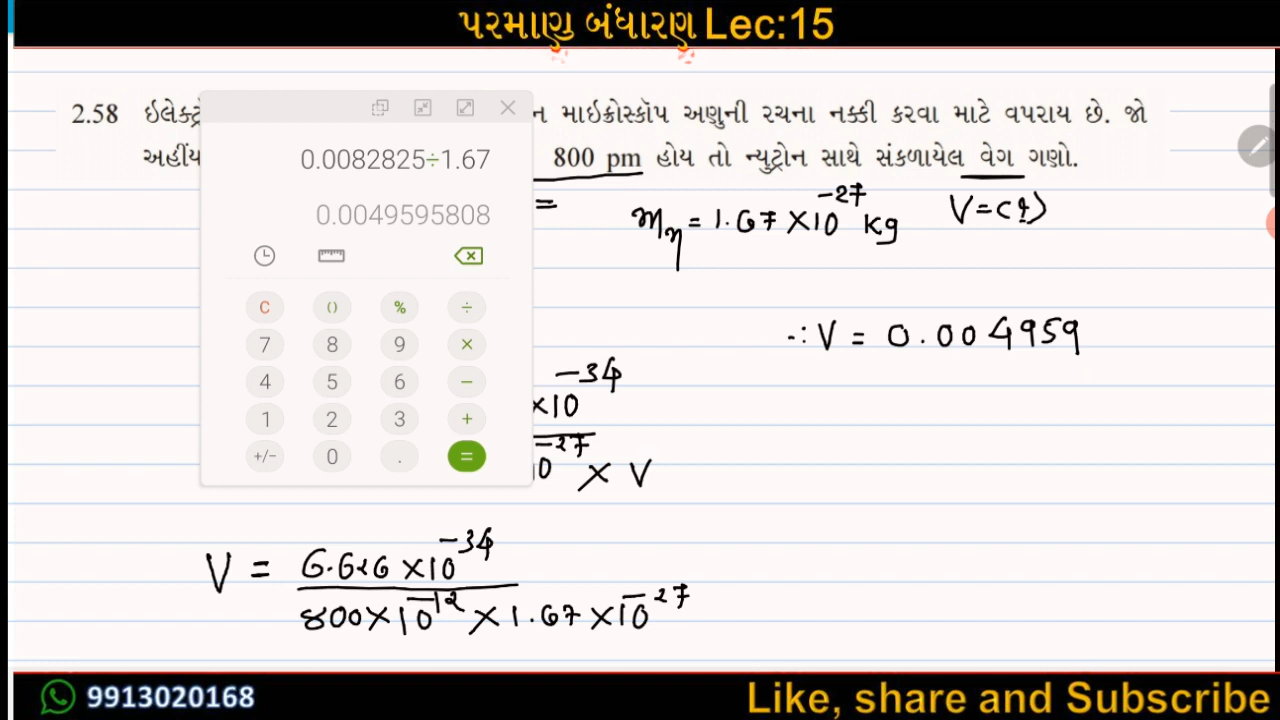 પરમાણુ બંધારણ Lec:15
2.58 ઇલેક્ટ્રો
ન માઇક્રોસ્કૉપ અણુની રચના નક્કી કરવા માટે વપરાય છે. જો
અહીંય
800 pm હોય તો ન્યુટ્રોન સાથે સંકળાયેલ વેગ ગણો.
0.0082825÷1.67
0.0049595808
C () % ÷
7 8 9 ×
4 5 6 −
1 2 3 +
+/− 0 . =
=
mη = 1.67 × 10^-27 kg
V = (?)
∴ V = 0.004959
×10^-34
0^-27 × V
V = 6.626 × 10^-34
800 × 10^-12 × 1.67 × 10^-27
9913020168
Like, share and Subscribe